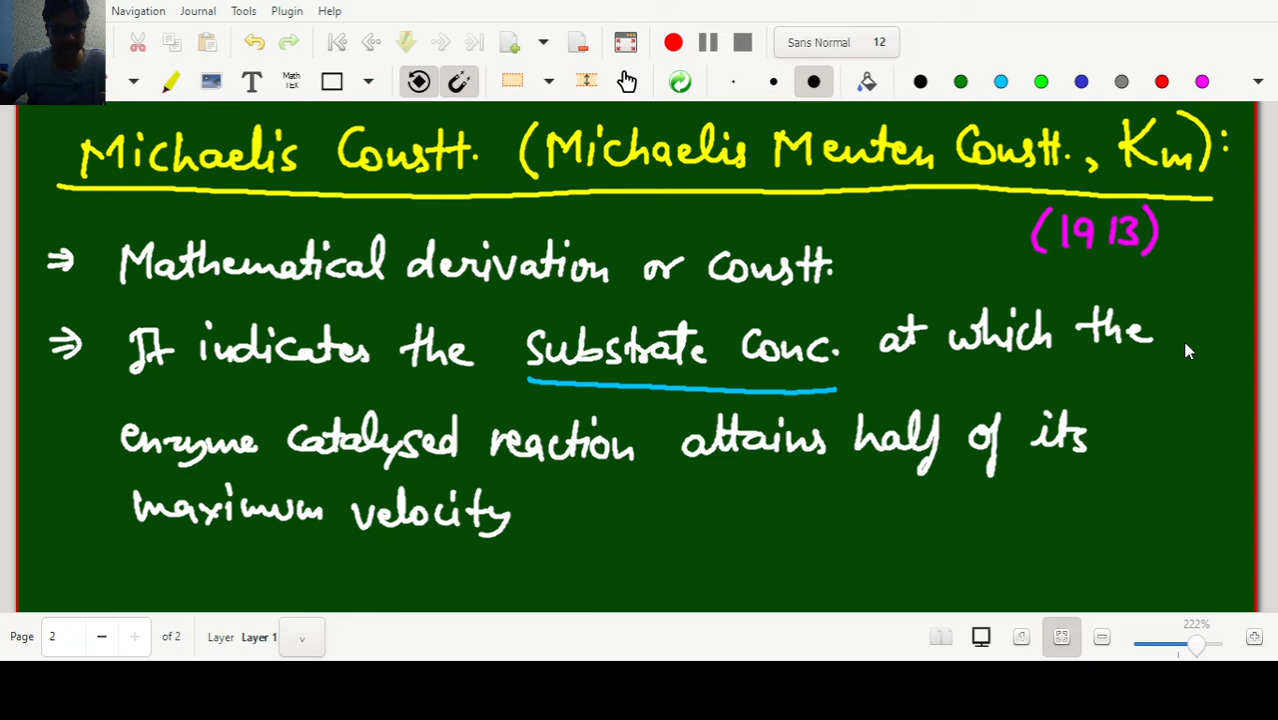 Navigation Journal Tools Plugin Help
Sans Normal 12
Math TEX
Michaelis Constt. (Michaelis Menten Constt., Km):
(1913)
⇒ Mathematical derivation or constt.
⇒ It indicates the substrate conc. at which the
enzyme catalysed reaction attains half of its
maximum velocity
Page 2 of 2 Layer Layer 1 222%